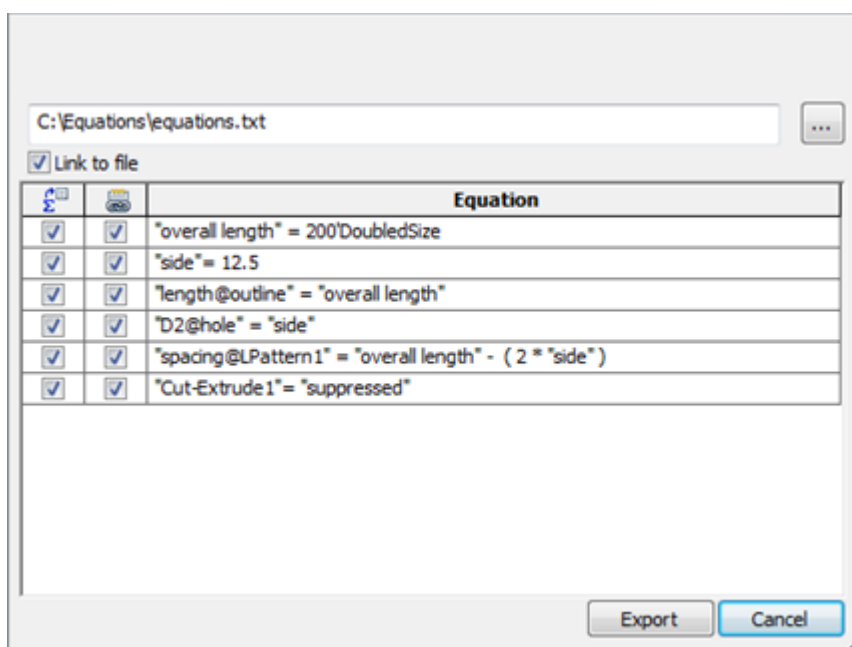 C:\Equations\equations.txt
...
Link to file
Equation
"overall length" = 200'DoubledSize
"side"= 12.5
"length@outline" = "overall length"
"D2@hole" = "side"
"spacing@LPattern1" = "overall length" - ( 2 * "side" )
"Cut-Extrude1"= "suppressed"
Export Cancel